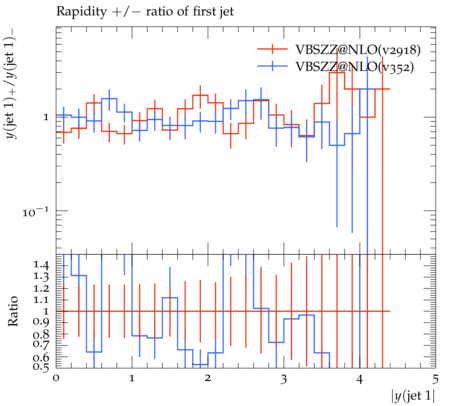 Rapidity +/− ratio of first jet
y(jet 1)+/y(jet 1)−
VBSZZ@NLO(v2918)
VBSZZ@NLO(v352)
1
10−1
Ratio
1.4
1.3
1.2
1.1
1
0.9
0.8
0.7
0.6
0.5
0 1 2 3 4 5
|y(jet 1|